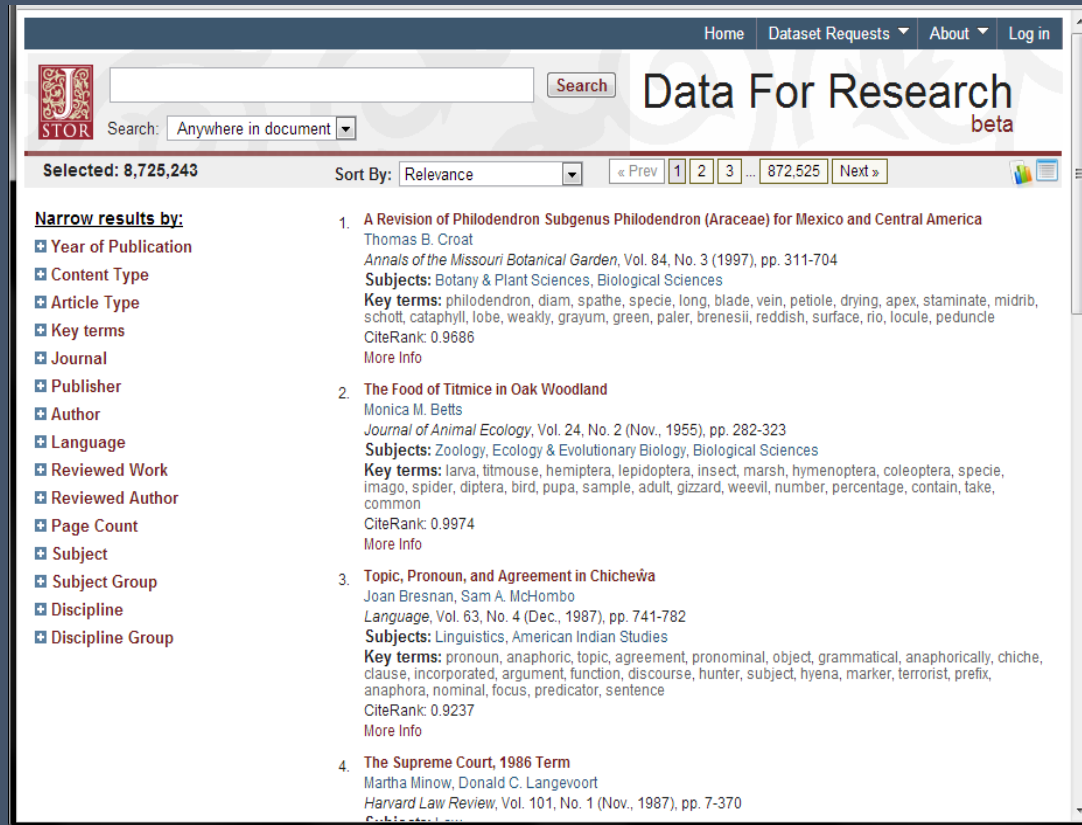 Home Dataset Requests About Log in
J
STOR
Search
Data For Research
beta
Search: Anywhere in document
Selected: 8,725,243
Sort By: Relevance
« Prev 1 2 3 ... 872,525 Next »
Narrow results by:
Year of Publication
Content Type
Article Type
Key terms
Journal
Publisher
Author
Language
Reviewed Work
Reviewed Author
Page Count
Subject
Subject Group
Discipline
Discipline Group
1. A Revision of Philodendron Subgenus Philodendron (Araceae) for Mexico and Central America
Thomas B. Croat
Annals of the Missouri Botanical Garden, Vol. 84, No. 3 (1997), pp. 311-704
Subjects: Botany & Plant Sciences, Biological Sciences
Key terms: philodendron, diam, spathe, specie, long, blade, vein, petiole, drying, apex, staminate, midrib,
schott, cataphyll, lobe, weakly, grayum, green, paler, brenesii, reddish, surface, rio, locule, peduncle
CiteRank: 0.9686
More Info
2. The Food of Titmice in Oak Woodland
Monica M. Betts
Journal of Animal Ecology, Vol. 24, No. 2 (Nov., 1955), pp. 282-323
Subjects: Zoology, Ecology & Evolutionary Biology, Biological Sciences
Key terms: larva, titmouse, hemiptera, lepidoptera, insect, marsh, hymenoptera, coleoptera, specie,
imago, spider, diptera, bird, pupa, sample, adult, gizzard, weevil, number, percentage, contain, take,
common
CiteRank: 0.9974
More Info
3. Topic, Pronoun, and Agreement in Chicheŵa
Joan Bresnan, Sam A. McHombo
Language, Vol. 63, No. 4 (Dec., 1987), pp. 741-782
Subjects: Linguistics, American Indian Studies
Key terms: pronoun, anaphoric, topic, agreement, pronominal, object, grammatical, anaphorically, chiche,
clause, incorporated, argument, function, discourse, hunter, subject, hyena, marker, terrorist, prefix,
anaphora, nominal, focus, predicator, sentence
CiteRank: 0.9237
More Info
4. The Supreme Court, 1986 Term
Martha Minow, Donald C. Langevoort
Harvard Law Review, Vol. 101, No. 1 (Nov., 1987), pp. 7-370
Subjects: Law